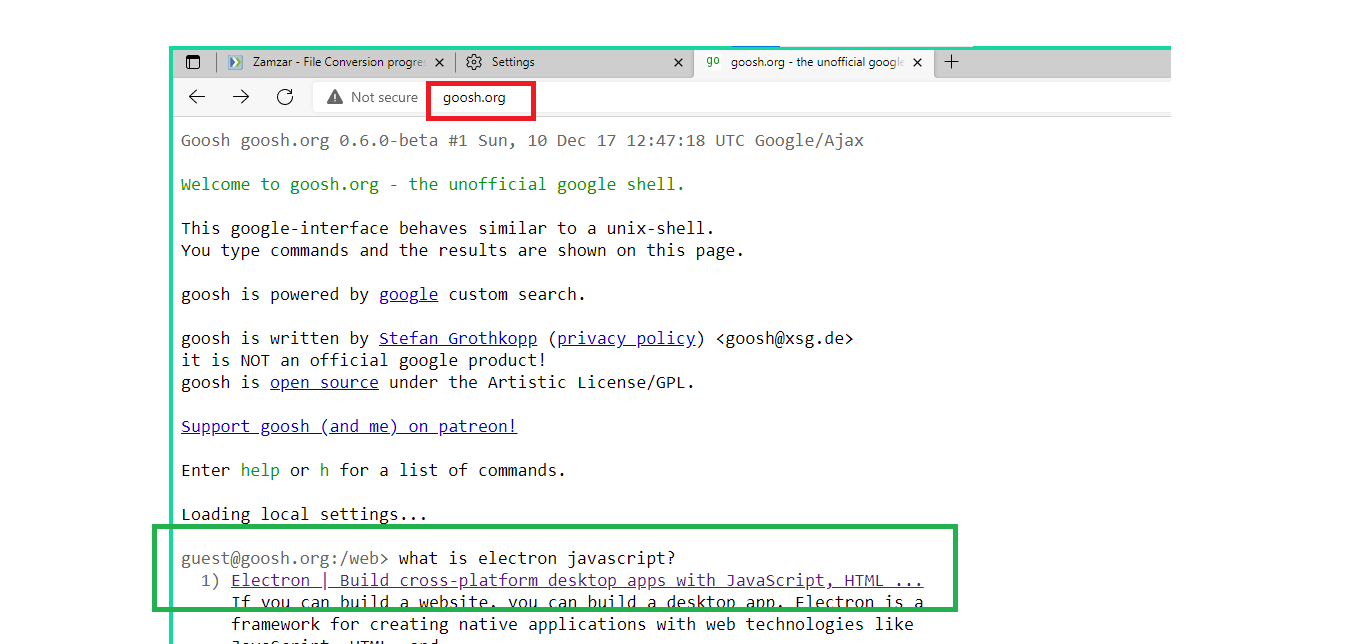 Zamzar - File Conversion progre
Settings
go goosh.org - the unofficial google
Not secure goosh.org
Goosh goosh.org 0.6.0-beta #1 Sun, 10 Dec 17 12:47:18 UTC Google/Ajax
Welcome to goosh.org - the unofficial google shell.
This google-interface behaves similar to a unix-shell.
You type commands and the results are shown on this page.
goosh is powered by google custom search.
goosh is written by Stefan Grothkopp (privacy policy) <goosh@xsg.de>
it is NOT an official google product!
goosh is open source under the Artistic License/GPL.
Support goosh (and me) on patreon!
Enter help or h for a list of commands.
Loading local settings...
guest@goosh.org:/web> what is electron javascript?
1) Electron | Build cross-platform desktop apps with JavaScript, HTML ...
If you can build a website, you can build a desktop app. Electron is a
framework for creating native applications with web technologies like
JavaScript, HTML, and